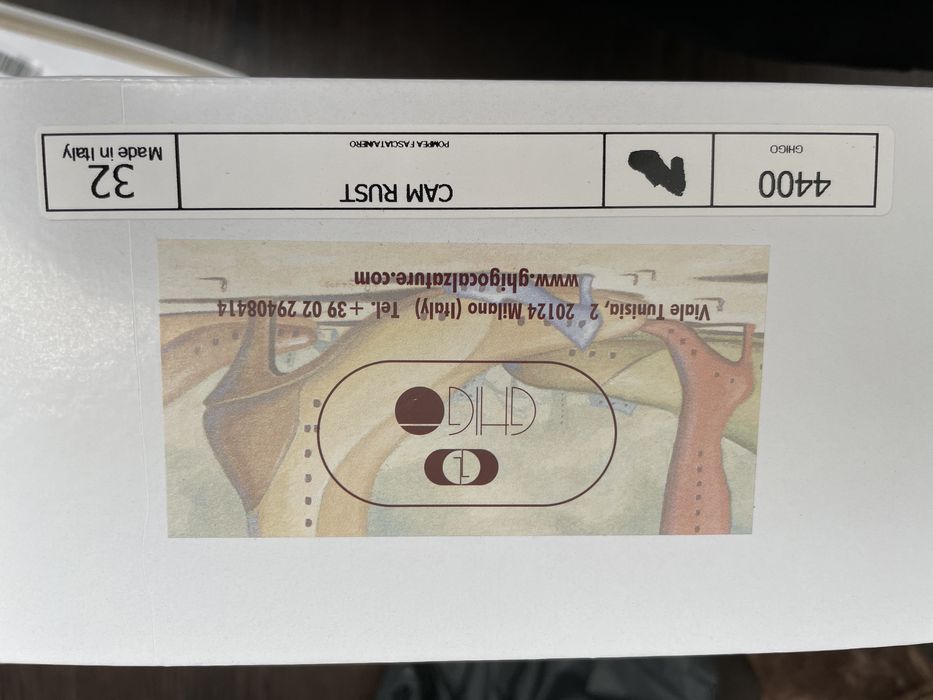 GHIGO
Viale Tunisia, 2 20124 Milano (Italy) Tel. + 39 02 29408414
www.ghigocalzature.com
4400
GHIGO
CAM RUST
POMPEA FASCIATA/NERO
32
Made in Italy